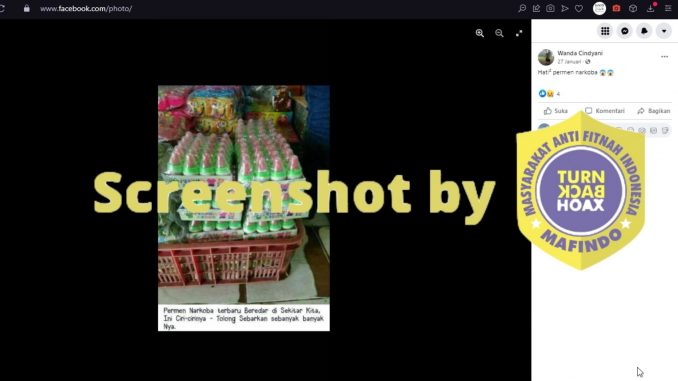 www.facebook.com/photo/
Wanda Cindyani
27 Januari
Hati² permen narkoba
4
Suka
Komentari
Bagikan
Screenshot by
MASYARAKAT ANTI FITNAH INDONESIA
TURN
BACK
HOAX
MAFINDO
Permen Narkoba terbaru Beredar di Sekitar Kita,
Ini Ciri-cirinya - Tolong Sebarkan sebanyak banyak
Nya.